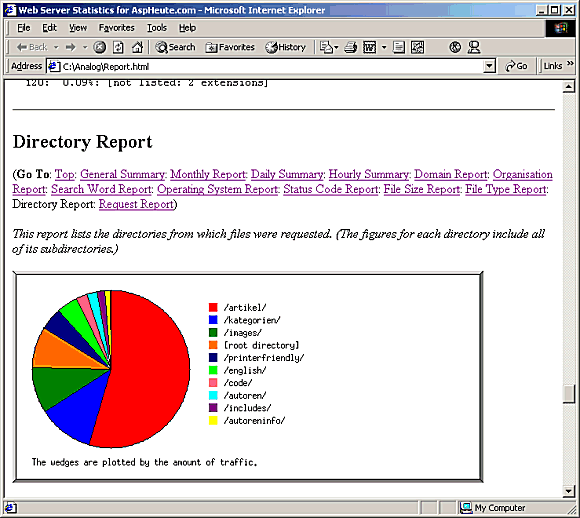 Web Server Statistics for AspHeute.com - Microsoft Internet Explorer
File Edit View Favorites Tools Help
Back Search Favorites History
Address C:\Analog\Report.html Go Links »
120: 0.09%: [not listed: 2 extensions]
Directory Report
(Go To: Top: General Summary: Monthly Report: Daily Summary: Hourly Summary: Domain Report: Organisation
Report: Search Word Report: Operating System Report: Status Code Report: File Size Report: File Type Report:
Directory Report: Request Report)
This report lists the directories from which files were requested. (The figures for each directory include all
of its subdirectories.)
/artikel/
/kategorien/
/images/
[root directory]
/printerfriendly/
/english/
/code/
/autoren/
/includes/
/autoreninfo/
The wedges are plotted by the amount of traffic.
My Computer